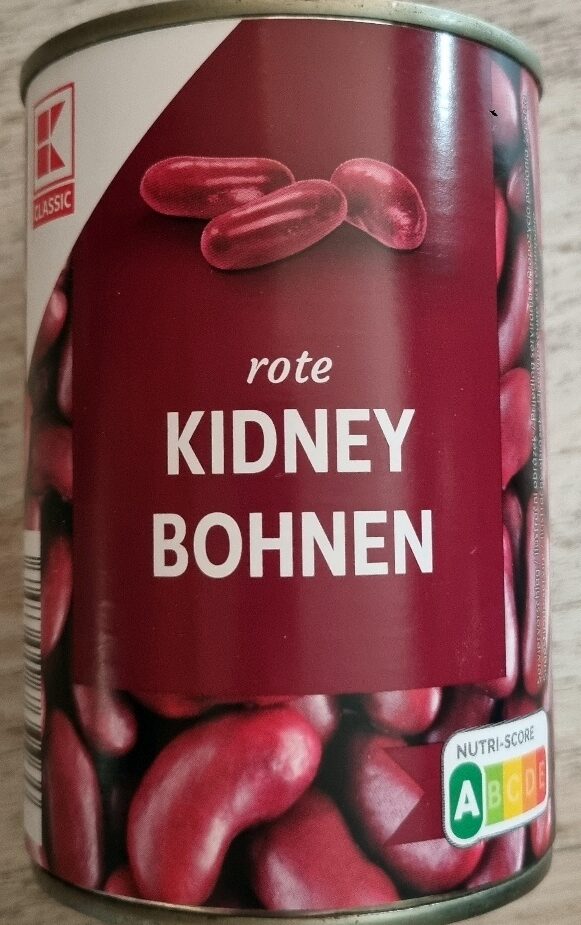 K
CLASSIC
rote
KIDNEY
BOHNEN
NUTRI-SCORE
A B C D E